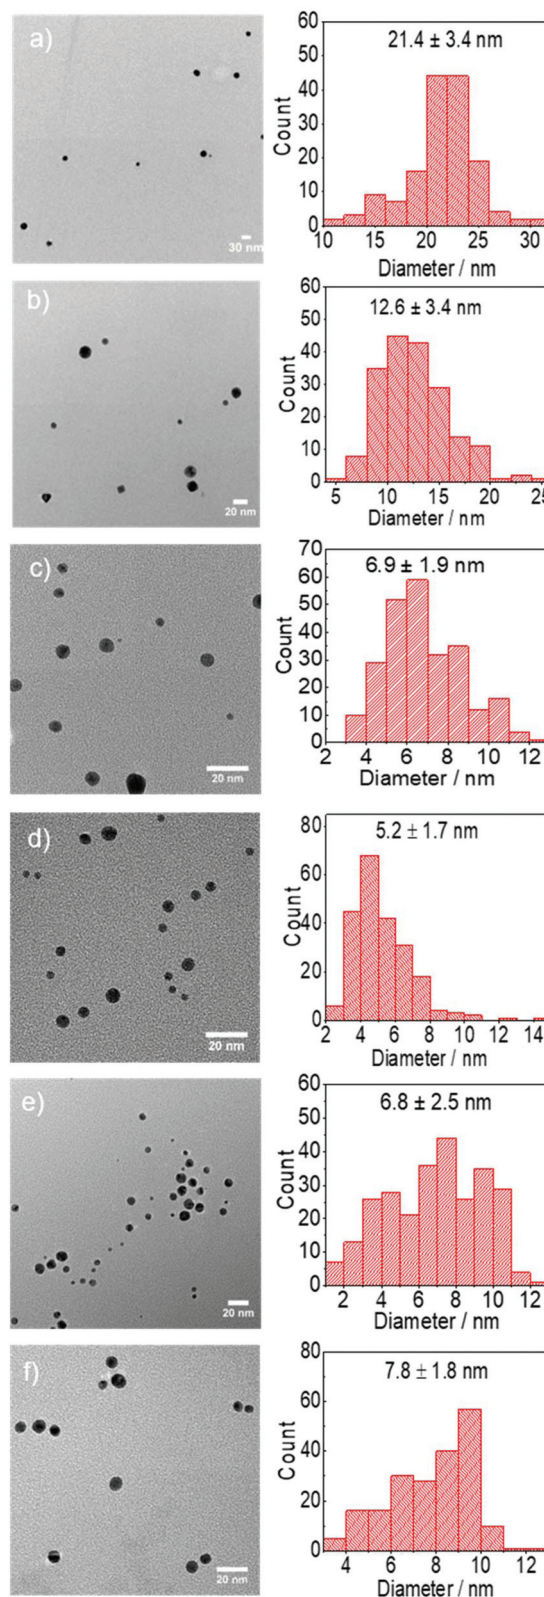 a)
30 nm
21.4 ± 3.4 nm
Count
60
50
40
30
20
10
0
10 15 20 25 30
Diameter / nm
b)
20 nm
12.6 ± 3.4 nm
Count
60
50
40
30
20
10
0
5 10 15 20 25
Diameter / nm
c)
20 nm
6.9 ± 1.9 nm
Count
70
60
50
40
30
20
10
0
2 4 6 8 10 12
Diameter / nm
d)
20 nm
5.2 ± 1.7 nm
Count
80
60
40
20
0
2 4 6 8 10 12 14
Diameter / nm
e)
20 nm
6.8 ± 2.5 nm
Count
60
50
40
30
20
10
0
2 4 6 8 10 12
Diameter / nm
f)
20 nm
7.8 ± 1.8 nm
Count
80
60
40
20
0
4 6 8 10 12
Diameter / nm